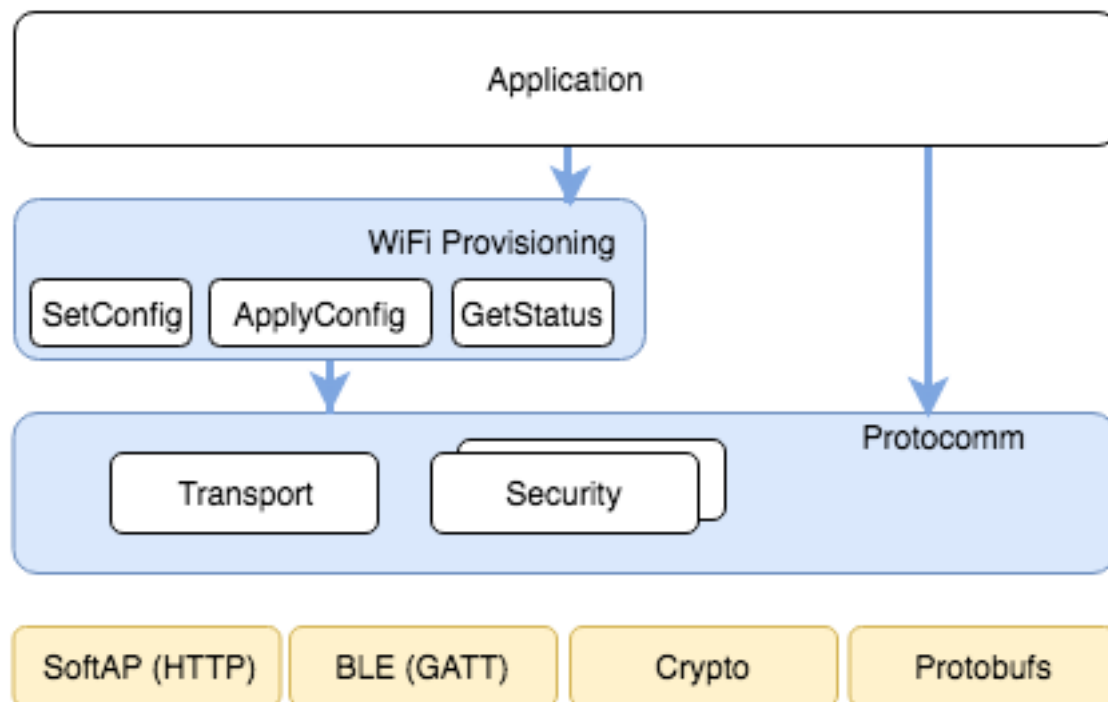 Application
WiFi Provisioning
SetConfig
ApplyConfig
GetStatus
Protocomm
Transport
Security
SoftAP (HTTP)
BLE (GATT)
Crypto
Protobufs